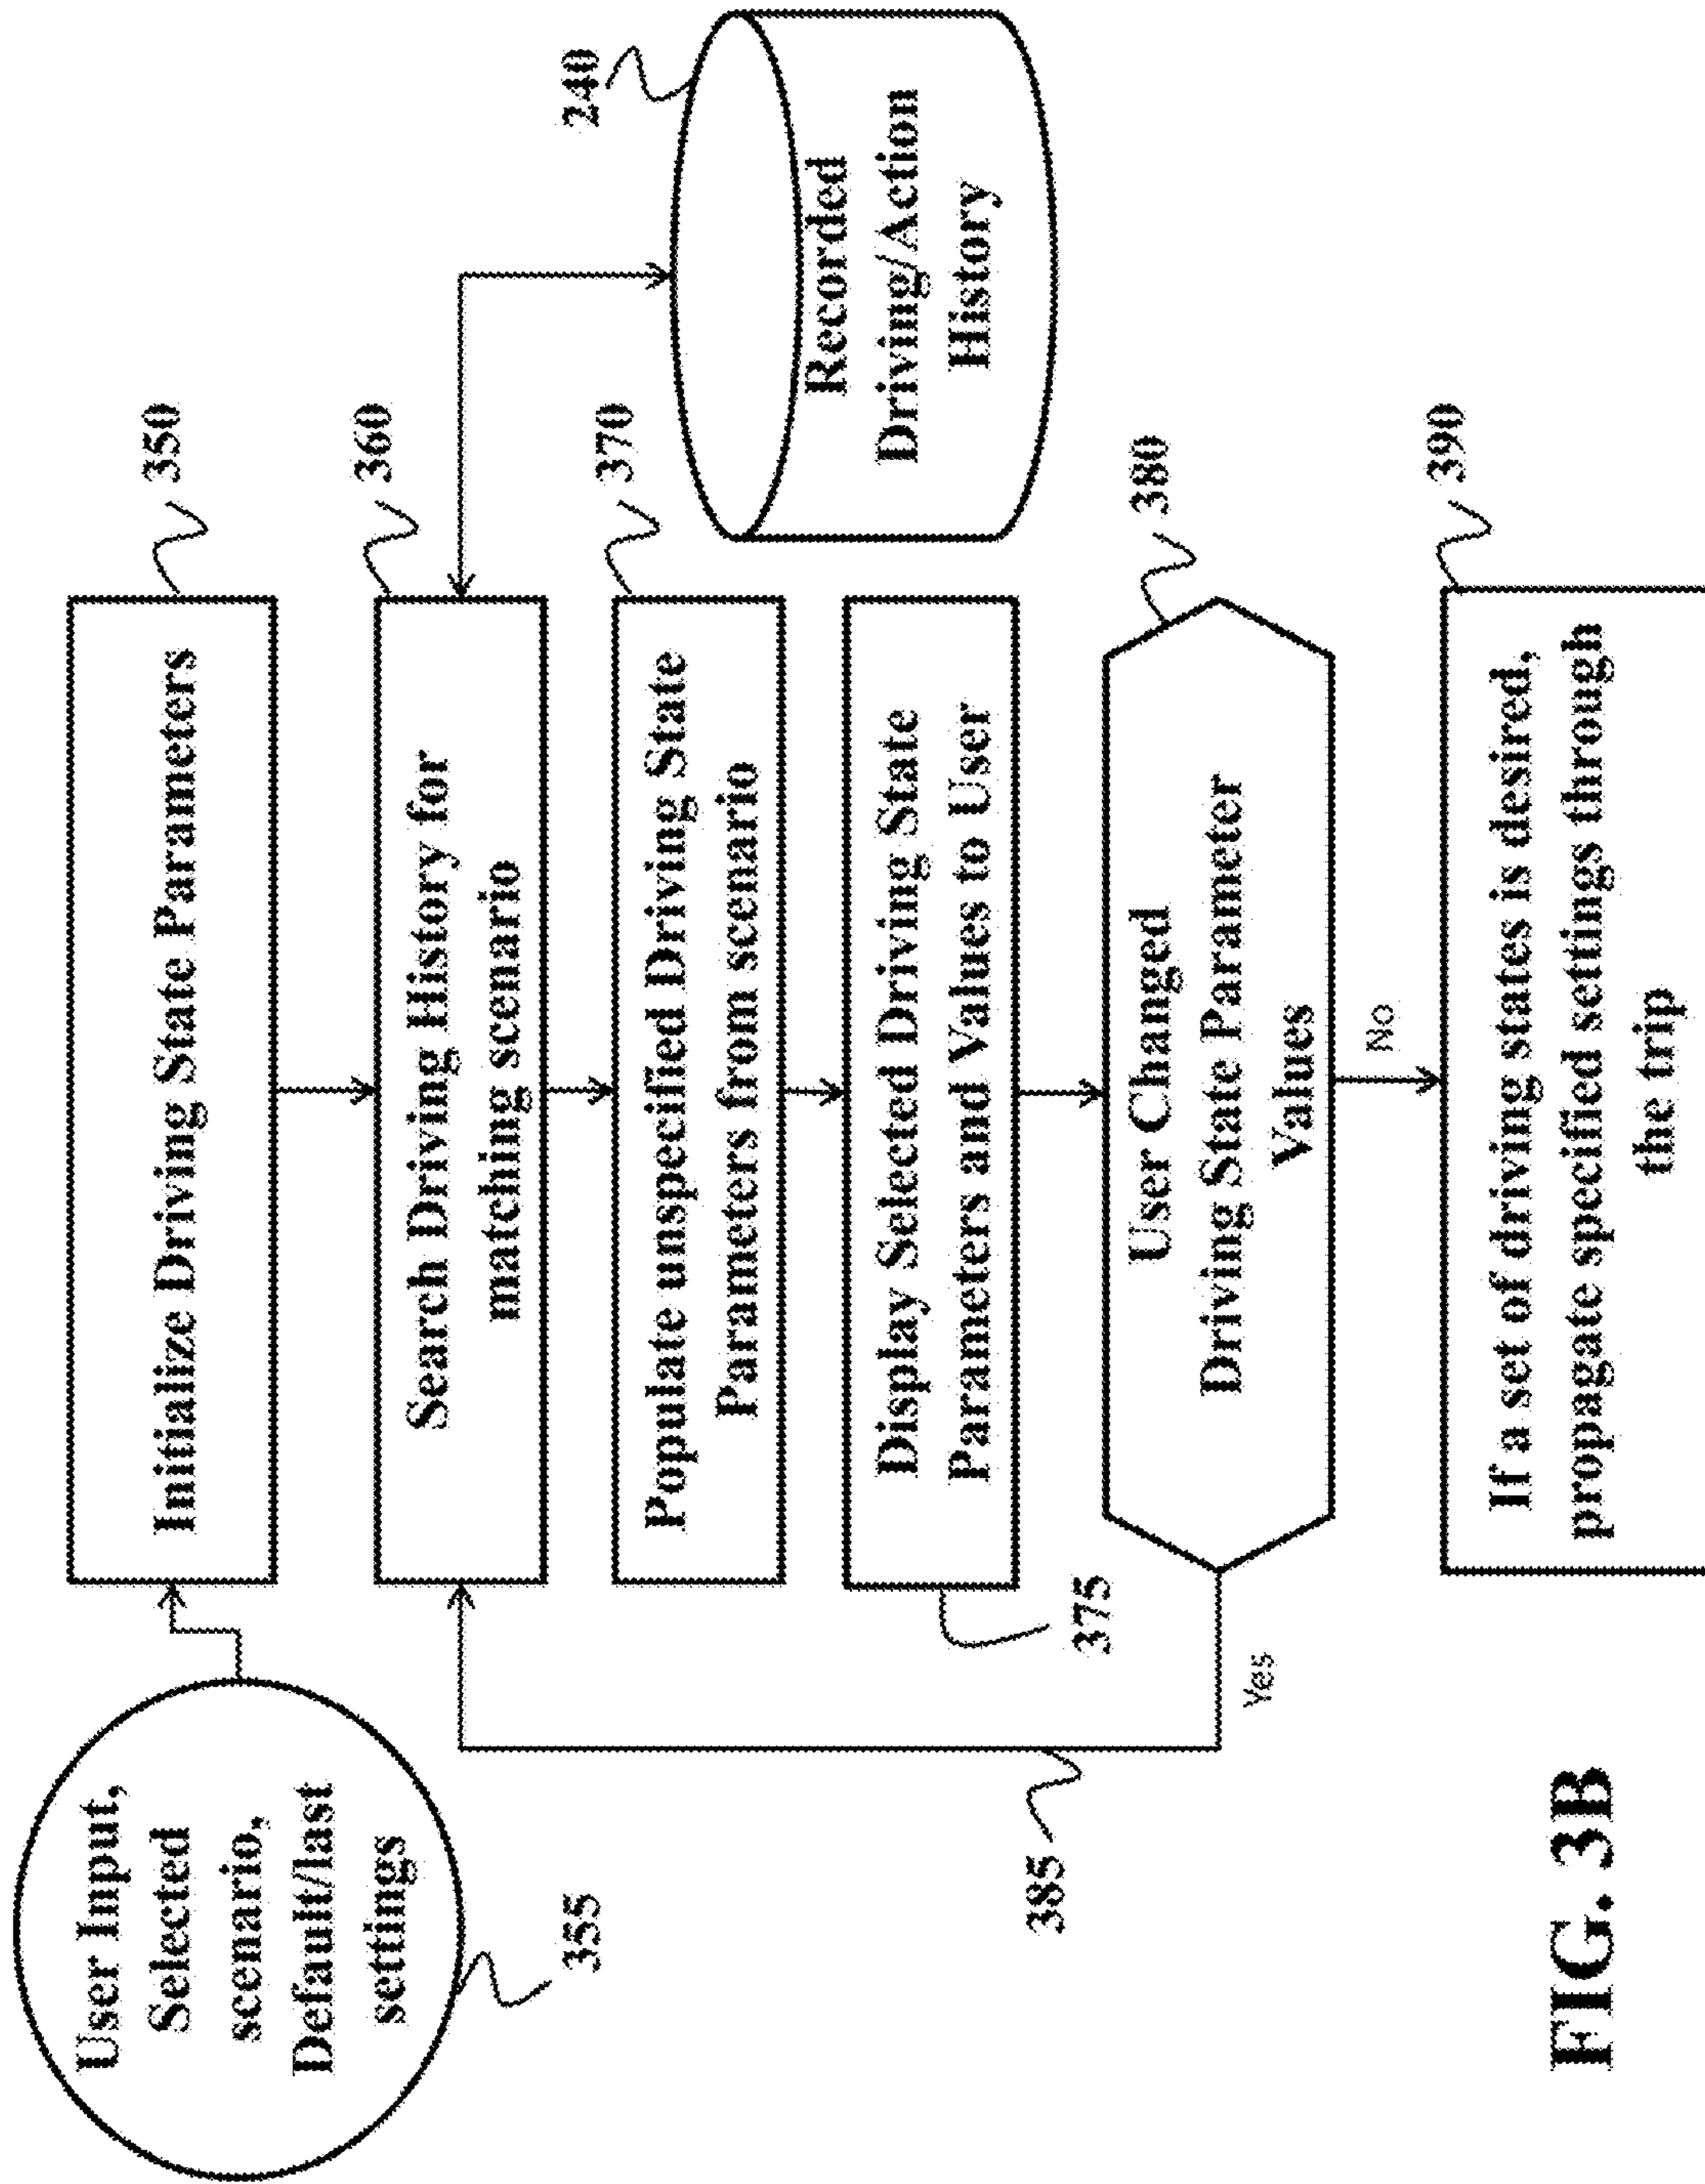 User Input,
Selected
scenario,
Default/last
settings
355
Initialize Driving State Parameters
350
Search Driving History for
matching scenario
360
240
Recorded
Driving/Action
History
Populate unspecified Driving State
Parameters from scenario
370
Display Selected Driving State
Parameters and Values to User
375
User Changed
Driving State Parameter
Values
380
Yes
385
No
If a set of driving states is desired,
propagate specified settings through
the trip
390
FIG. 3B